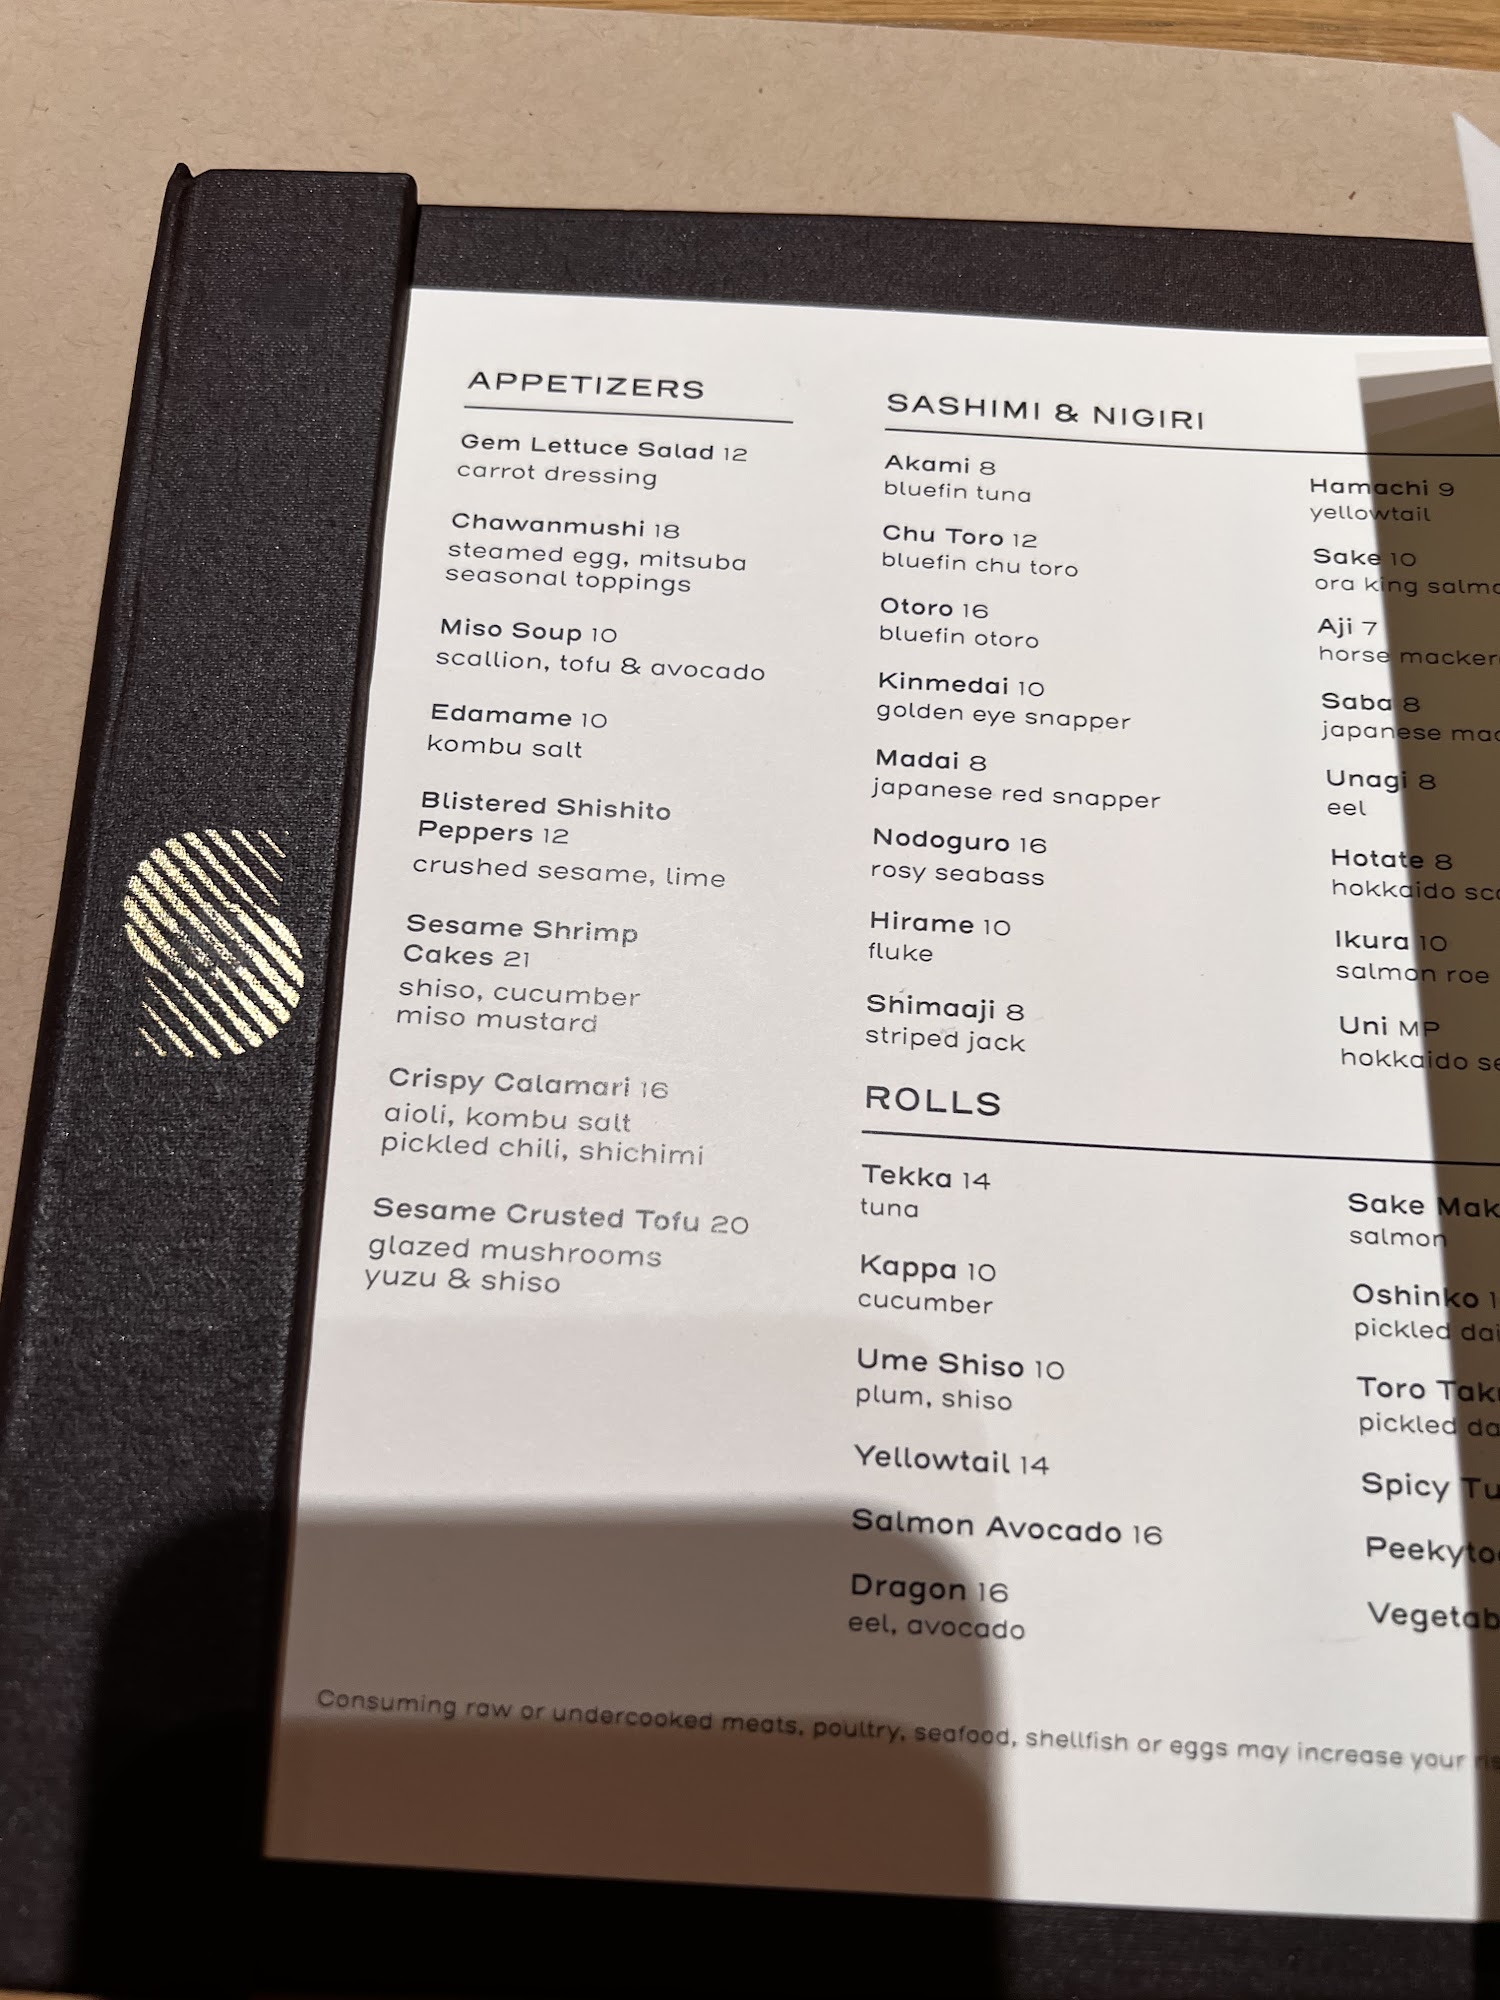 APPETIZERS
Gem Lettuce Salad 12
carrot dressing
Chawanmushi 18
steamed egg, mitsuba
seasonal toppings
Miso Soup 10
scallion, tofu & avocado
Edamame 10
kombu salt
Blistered Shishito
Peppers 12
crushed sesame, lime
Sesame Shrimp
Cakes 21
shiso, cucumber
miso mustard
Crispy Calamari 16
aioli, kombu salt
pickled chili, shichimi
Sesame Crusted Tofu 20
glazed mushrooms
yuzu & shiso
SASHIMI & NIGIRI
Akami 8
bluefin tuna
Chu Toro 12
bluefin chu toro
Otoro 16
bluefin otoro
Kinmedai 10
golden eye snapper
Madai 8
japanese red snapper
Nodoguro 16
rosy seabass
Hirame 10
fluke
Shimaaji 8
striped jack
Hamachi 9
yellowtail
Sake 10
ora king
Aji 7
horse
Saba 8
japanese
Unagi 8
eel
Hotate 8
hokkaido
Ikura 10
salmon roe
Uni MP
hokkaido
ROLLS
Tekka 14
tuna
Kappa 10
cucumber
Ume Shiso 10
plum, shiso
Yellowtail 14
Salmon Avocado 16
Dragon 16
eel, avocado
Sake
salmon
Oshinko
pickled
Toro
pickled
Spicy
Consuming raw or undercooked meats, poultry, seafood, shellfish or eggs may increase your